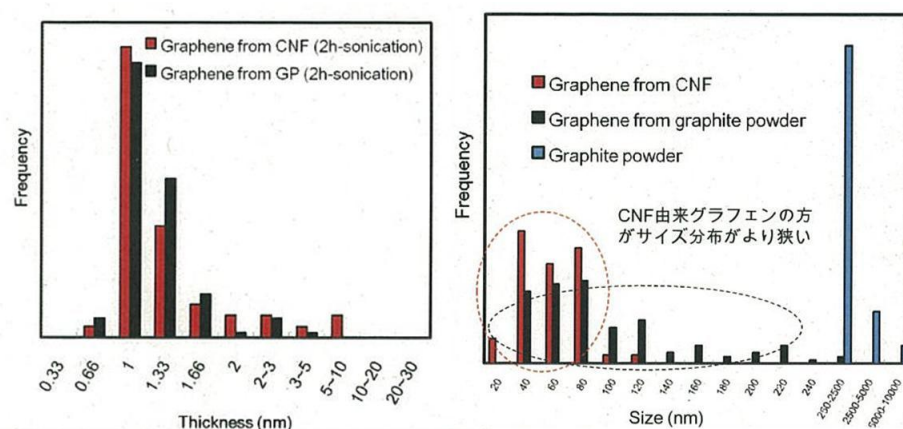 Graphene from CNF (2h-sonication)
Graphene from GP (2h-sonication)
Frequency
0.33
0.66
1
1.33
1.66
2
2-3
3-5
5-10
10-20
20-30
Thickness (nm)
Graphene from CNF
Graphene from graphite powder
Graphite powder
Frequency
CNF由来グラフェンの方
がサイズ分布がより狭い
20
40
60
80
100
120
140
160
180
200
220
240
250-2500
2500-5000
5000-10000
Size (nm)